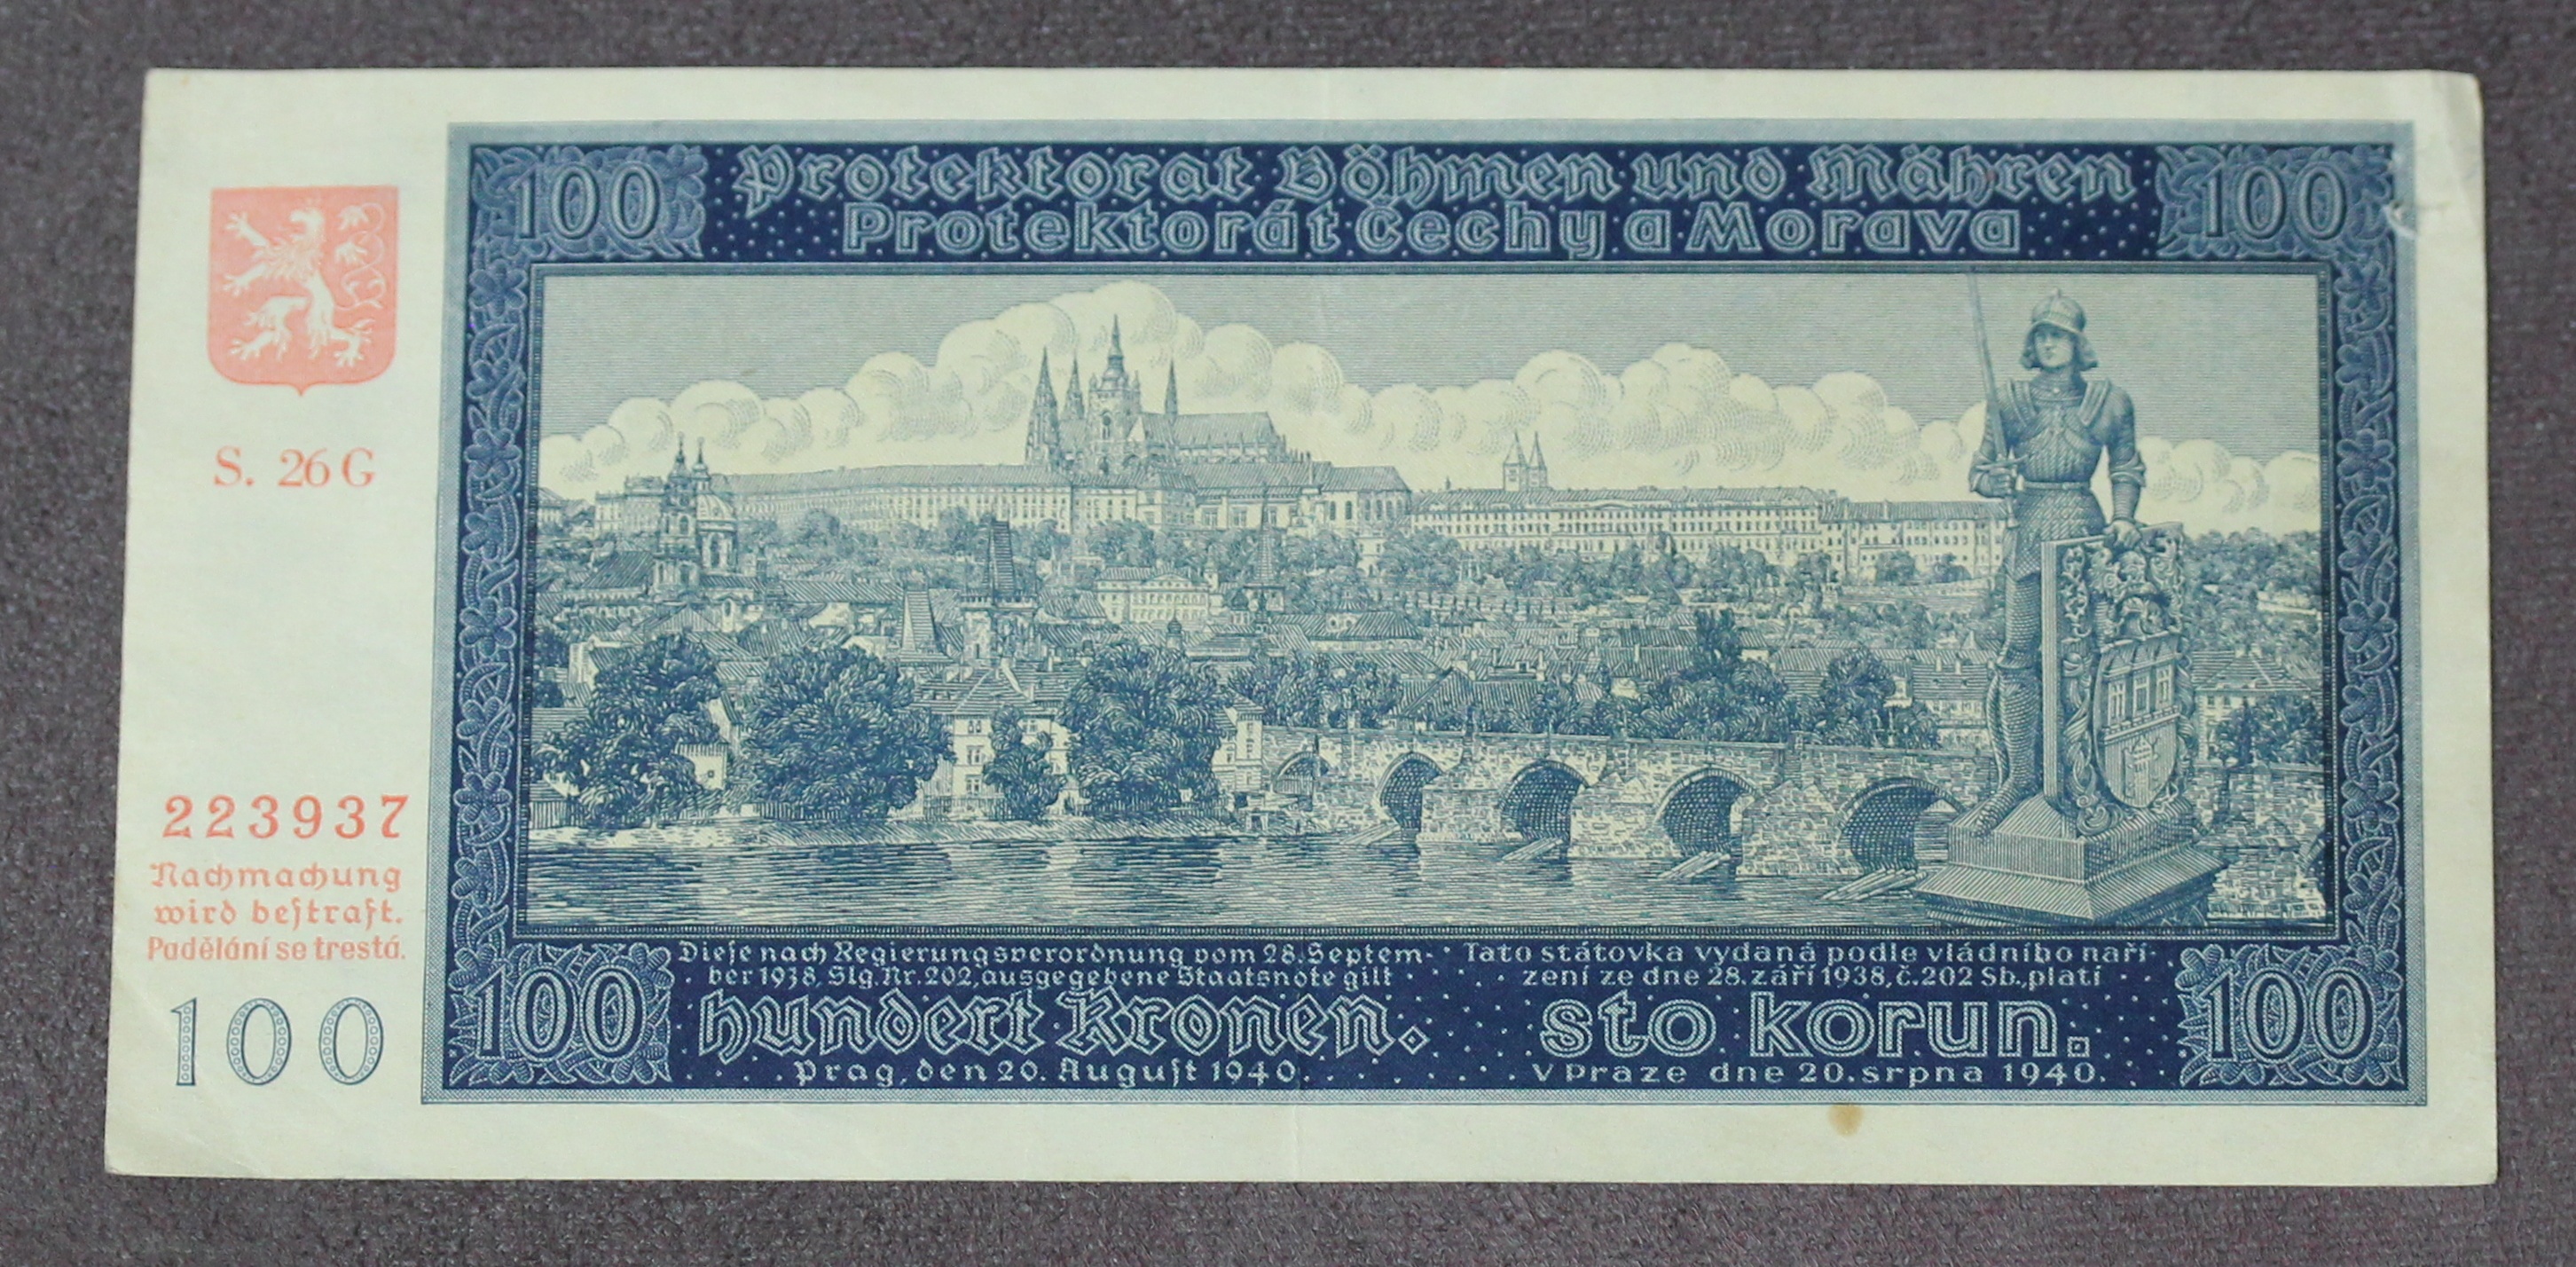 100
Protektorat Böhmen und Mähren
Protektorát Čechy a Morava
100
S. 26 G
223937
Nachmachung
wird bestraft.
Padělání se trestá.
100
100
Diese nach Regierungsverordnung vom 28. Septem-
ber 1938, Slg. Nr. 202, ausgegebene Staatsnote gilt
hundert Kronen.
Prag, den 20. August 1940.
Tato státovka vydaná podle vládního naří-
zení ze dne 28. září 1938, č. 202 Sb., platí
sto korun.
V Praze dne 20. srpna 1940.
100